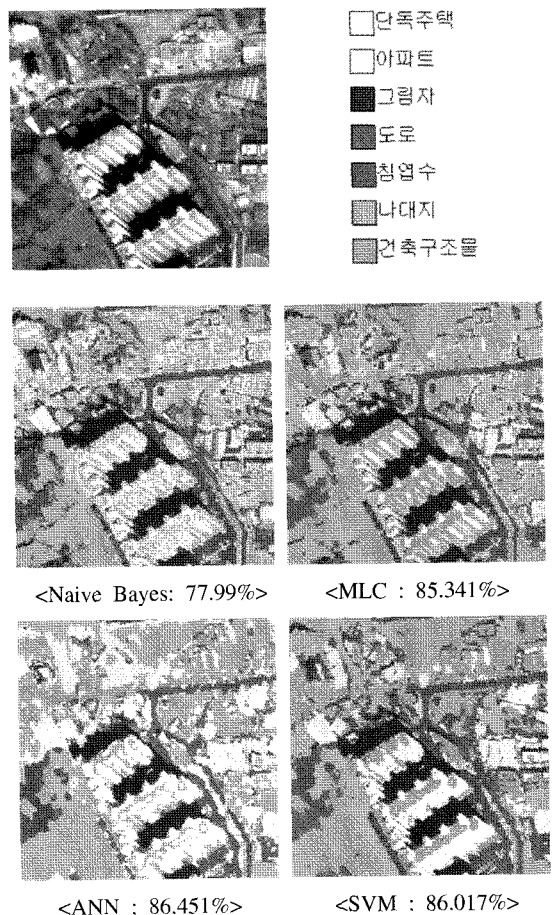 단독주택
아파트
그림자
도로
침엽수
나대지
건축구조물
<Naive Bayes: 77.99%>
<MLC : 85.341%>
<ANN : 86.451%>
<SVM : 86.017%>